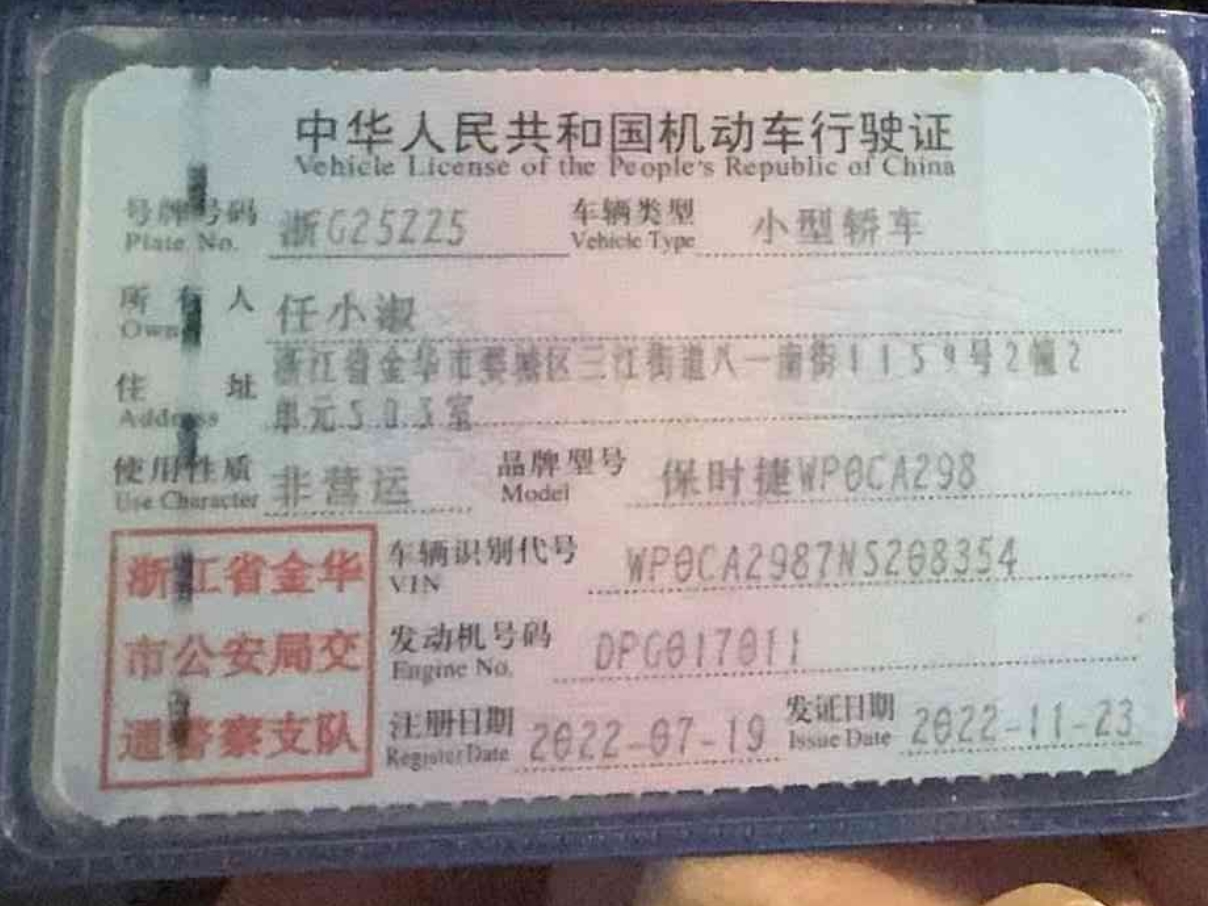 中华人民共和国机动车行驶证
Vehicle License of the People's Republic of China
号牌号码 浙G25Z25 车辆类型 小型轿车
Plate No. Vehicle Type
所有人 任小淑
Owner
住址 浙江省金华市婺城区三江街道八一南街1159号2幢2
Address 单元503室
使用性质 非营运 品牌型号 保时捷WP0CA298
Use Character Model
浙江省金华
市公安局交
通警察支队
车辆识别代号 WP0CA2987NS208354
VIN
发动机号码 DPG017011
Engine No.
注册日期 2022-07-19 发证日期 2022-11-23
Register Date Issue Date